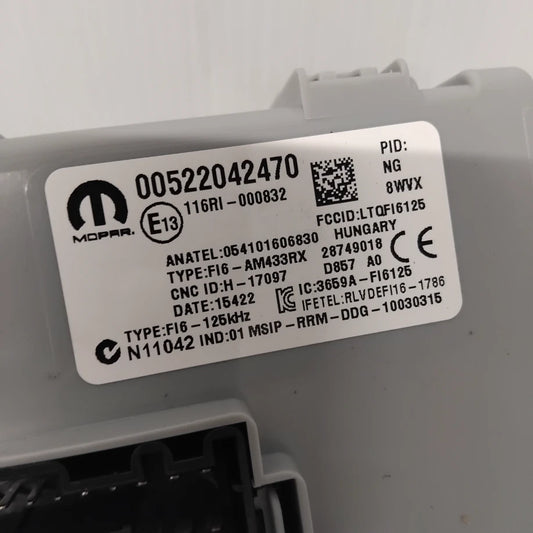 MOPAR
00522042470
PID:
NG
8WVX
E13
116RI-000832
FCCID:LTQFI6125
HUNGARY
ANATEL:054101606830
28749018
TYPE:FI6-AM433RX
D857 A0
CE
CNC ID:H-17097
IC:3659A-FI6125
DATE:15422
IFETEL:RLVDEFI16-1786
TYPE:FI6-125kHz
N11042 IND:01 MSIP-RRM-DDG-10030315